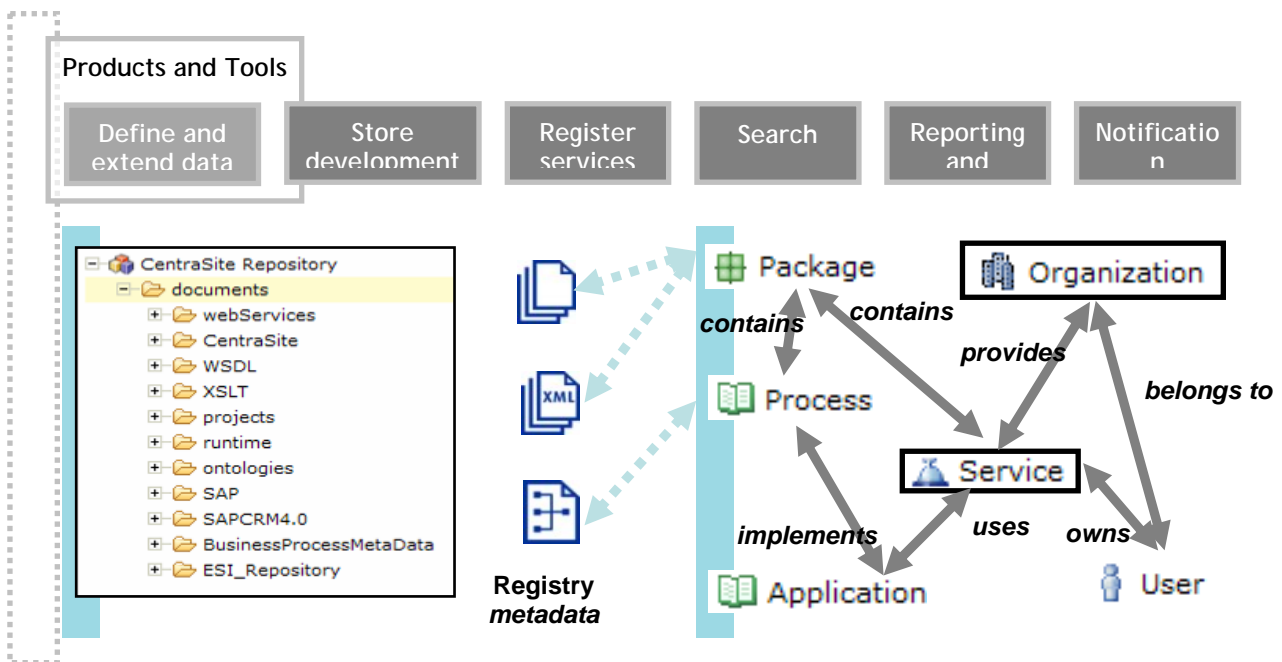 Products and Tools
Define and
extend data
Store
development
Register
services
Search
Reporting
and
Notificatio
n
CentraSite Repository
documents
webServices
CentraSite
WSDL
XSLT
projects
runtime
ontologies
SAP
SAPCRM4.0
BusinessProcessMetaData
ESI_Repository
XML
Registry
metadata
Package
Organization
contains
contains
provides
belongs to
Process
Service
implements
uses
owns
Application
User